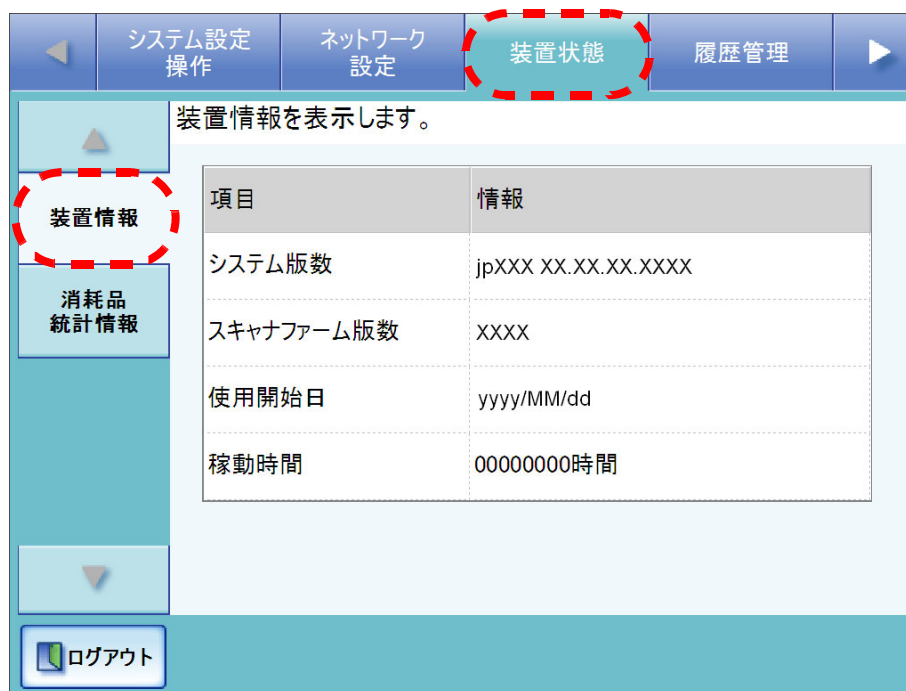 システム設定
操作
ネットワーク
設定
装置状態
履歴管理
装置情報を表示します。
装置情報
消耗品
統計情報
項目 情報
システム版数 jpXXX XX.XX.XX.XXXX
スキャナファーム版数 XXXX
使用開始日 yyyy/MM/dd
稼動時間 00000000時間
ログアウト